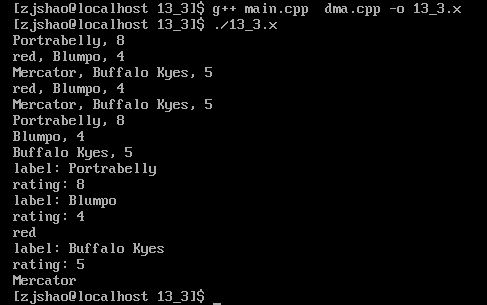 [zjshao@localhost 13_3]$ g++ main.cpp  dma.cpp -o 13_3.x
[zjshao@localhost 13_3]$ ./13_3.x
Portrabelly, 8
red, Blumpo, 4
Mercator, Buffalo Kyes, 5
red, Blumpo, 4
Mercator, Buffalo Kyes, 5
Portrabelly, 8
Blumpo, 4
Buffalo Kyes, 5
label: Portrabelly
rating: 8
label: Blumpo
rating: 4
red
label: Buffalo Kyes
rating: 5
Mercator
[zjshao@localhost 13_3]$ _